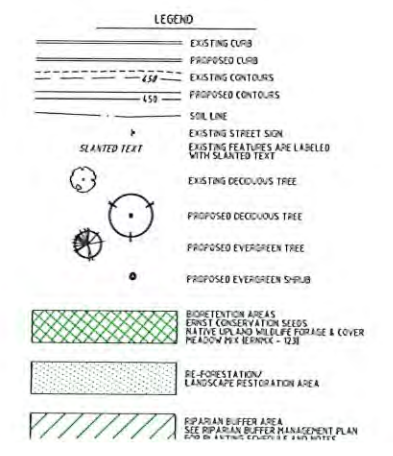 LEGEND
EXISTING CURB
PROPOSED CURB
450 EXISTING CONTOURS
450 PROPOSED CONTOURS
SOIL LINE
EXISTING STREET SIGN
SLANTED TEXT EXISTING FEATURES ARE LABELED
WITH SLANTED TEXT
EXISTING DECIDUOUS TREE
PROPOSED DECIDUOUS TREE
PROPOSED EVERGREEN TREE
PROPOSED EVERGREEN SHRUB
BIORETENTION AREAS
ERNST CONSERVATION SEEDS
NATIVE UPLAND WILDLIFE FORAGE & COVER
MEADOW MIX (ERNMX - 123)
RE-FORESTATION/
LANDSCAPE RESTORATION AREA
RIPARIAN BUFFER AREA
SEE RIPARIAN BUFFER MANAGEMENT PLAN
FOR PLANTING SCHEDULE AND NOTES